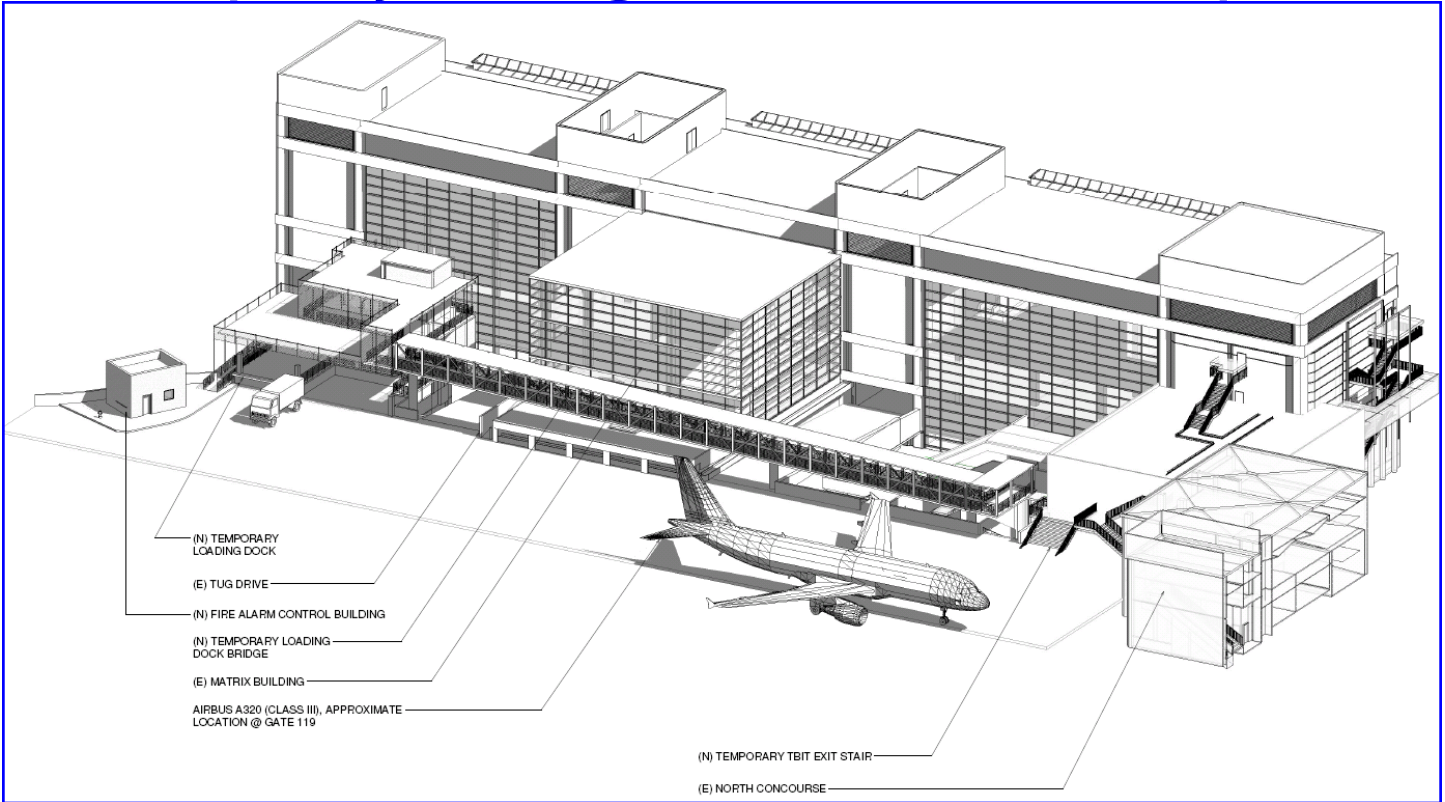 (N) TEMPORARY
LOADING DOCK
(E) TUG DRIVE
(N) FIRE ALARM CONTROL BUILDING
(N) TEMPORARY LOADING
DOCK BRIDGE
(E) MATRIX BUILDING
AIRBUS A320 (CLASS III), APPROXIMATE
LOCATION @ GATE 119
(N) TEMPORARY TBIT EXIT STAIR
(E) NORTH CONCOURSE